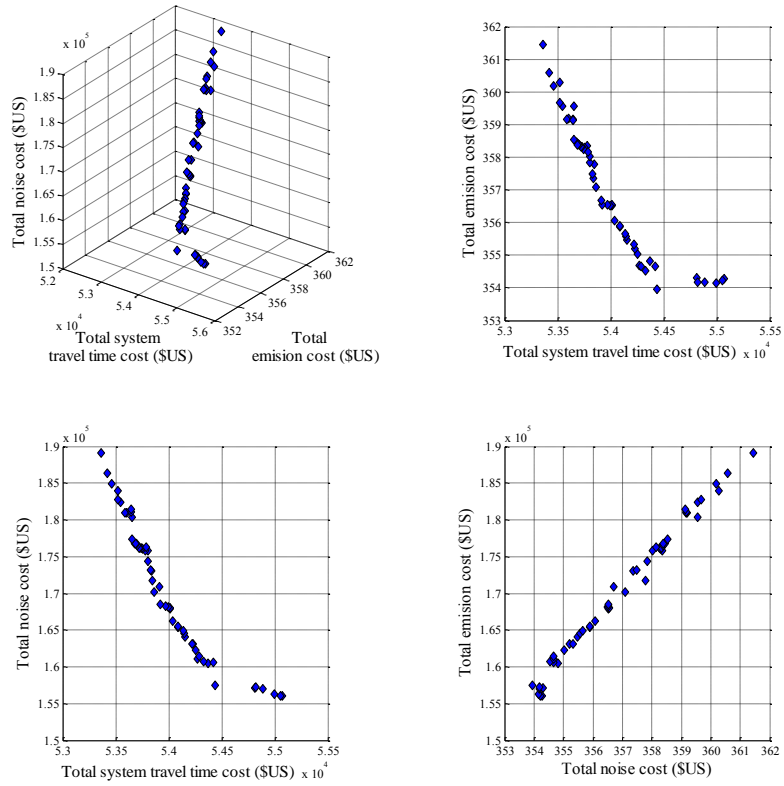 x 10^5
1.9
1.85
1.8
1.75
1.7
1.65
1.6
1.55
1.5
Total noise cost ($US)
5.2
5.3
5.4
5.5
5.6
x 10^4
352
354
356
358
360
362
Total system
travel time cost ($US)
Total
emision cost ($US)
362
361
360
359
358
357
356
355
354
353
Total emision cost ($US)
5.3 5.35 5.4 5.45 5.5 5.55
Total system travel time cost ($US) x 10^4
x 10^5
1.9
1.85
1.8
1.75
1.7
1.65
1.6
1.55
1.5
Total noise cost ($US)
5.3 5.35 5.4 5.45 5.5 5.55
Total system travel time cost ($US) x 10^4
x 10^5
1.9
1.85
1.8
1.75
1.7
1.65
1.6
1.55
1.5
Total emision cost ($US)
353 354 355 356 357 358 359 360 361 362
Total noise cost ($US)